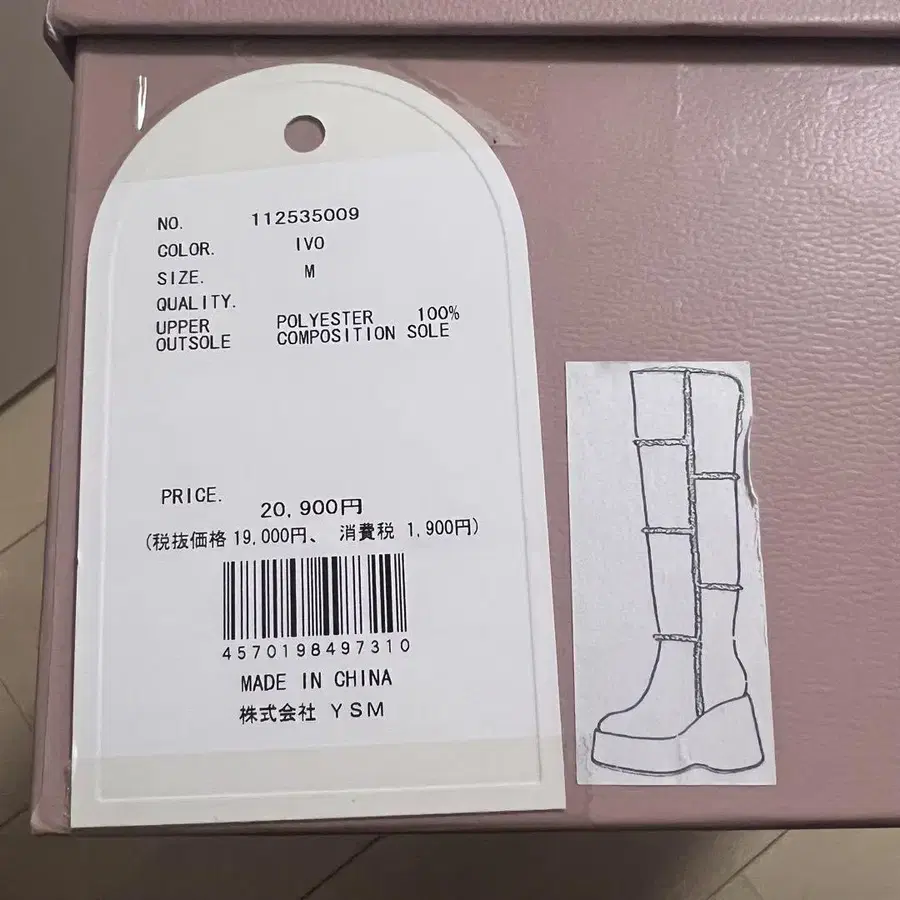 NO. 112535009
COLOR. IVO
SIZE. M
QUALITY.
UPPER POLYESTER 100%
OUTSOLE COMPOSITION SOLE
PRICE.
20,900円
(税抜価格 19,000円、 消費税 1,900円)
4570198497310
MADE IN CHINA
株式会社 YSM